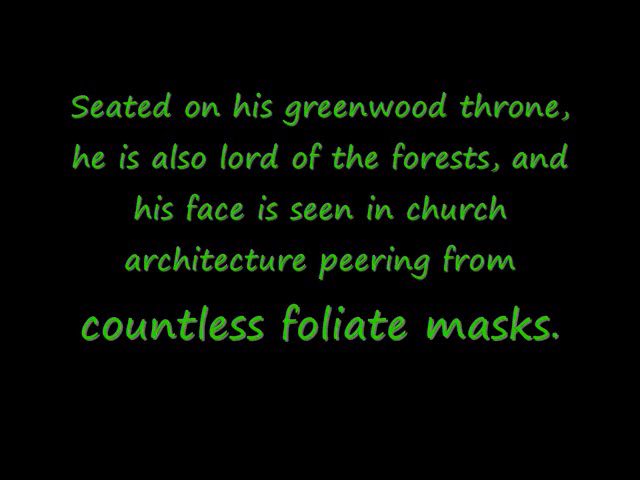 Seated on his greenwood throne,
he is also lord of the forests, and
his face is seen in church
architecture peering from
countless foliate masks.